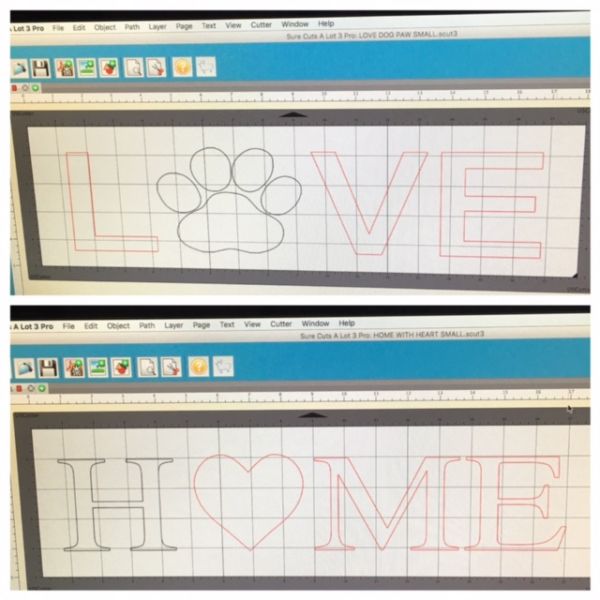 A Lot 3 Pro File Edit Object Path Layer Page Text View Cutter Window Help
Sure Cuts A Lot 3 Pro: LOVE DOG PAW SMALL.scut3
L VE
s A Lot 3 Pro File Edit Object Path Layer Page Text View Cutter Window Help
Sure Cuts A Lot 3 Pro: HOME WITH HEART SMALL.scut3
H ME